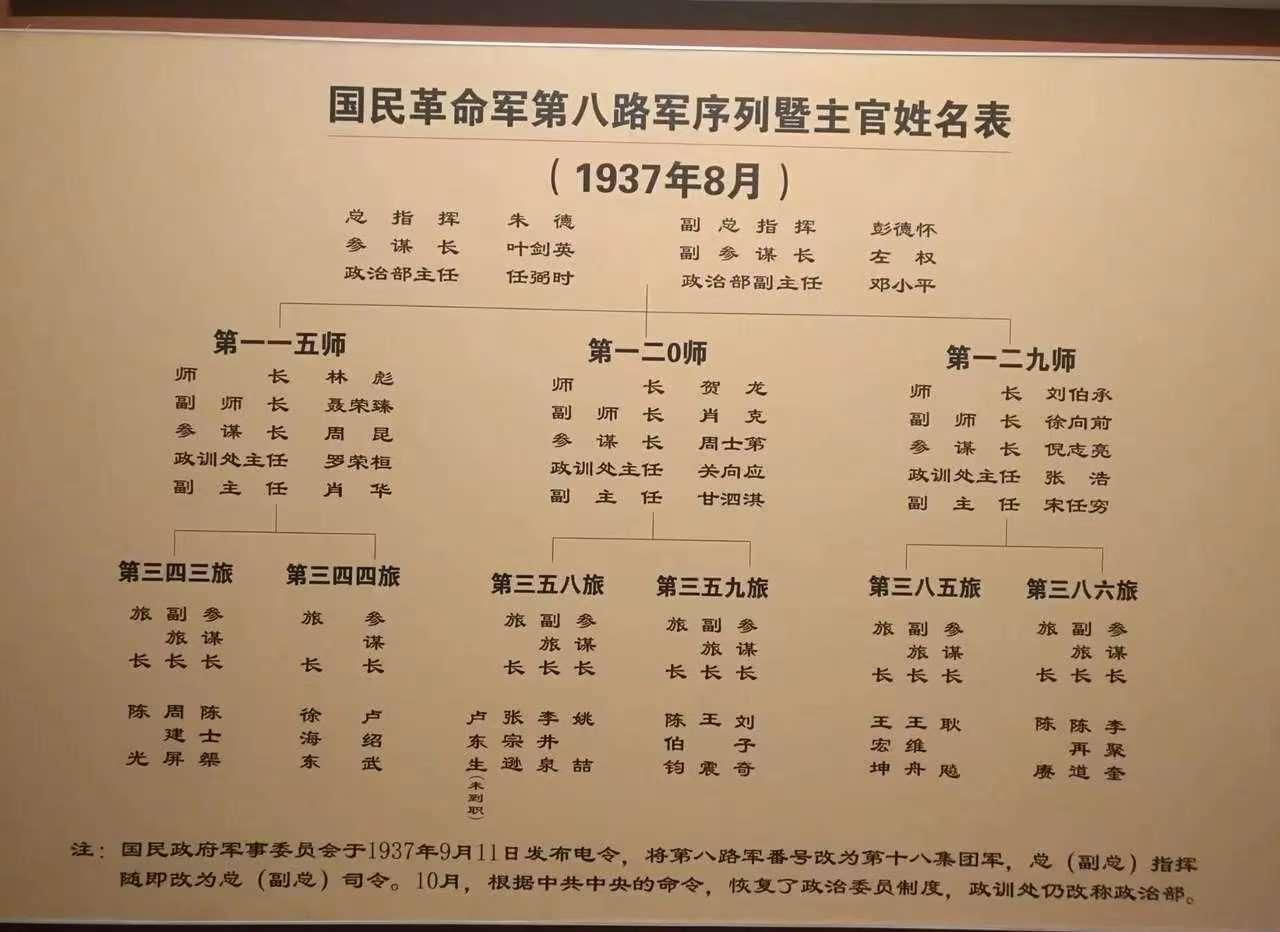 国民革命军第八路军序列暨主官姓名表
（1937年8月）
总指挥 朱德 副总指挥 彭德怀
参谋长 叶剑英 副参谋长 左权
政治部主任 任弼时 政治部副主任 邓小平
第一一五师
师长 林彪
副师长 聂荣臻
参谋长 周昆
政训处主任 罗荣桓
副主任 肖华
第一二0师
师长 贺龙
副师长 肖克
参谋长 周士第
政训处主任 关向应
副主任 甘泗淇
第一二九师
师长 刘伯承
副师长 徐向前
参谋长 倪志亮
政训处主任 张浩
副主任 宋任穷
第三四三旅
旅长 陈光
副旅长 周建屏
参谋长 陈士榘
第三四四旅
旅长 徐海东
参谋长 卢绍武
第三五八旅
旅长 卢东生（未到职） 张宗逊
副旅长 李井泉
参谋长 姚喆
第三五九旅
旅长 陈伯钧
副旅长 王震
参谋长 刘子奇
第三八五旅
旅长 王宏坤
副旅长 王维舟
参谋长 耿飚
第三八六旅
旅长 陈赓
副旅长 陈再道
参谋长 李聚奎
注：国民政府军事委员会于1937年9月11日发布电令，将第八路军番号改为第十八集团军，总（副总）指挥
随即改为总（副总）司令。10月，根据中共中央的命令，恢复了政治委员制度，政训处仍改称政治部。